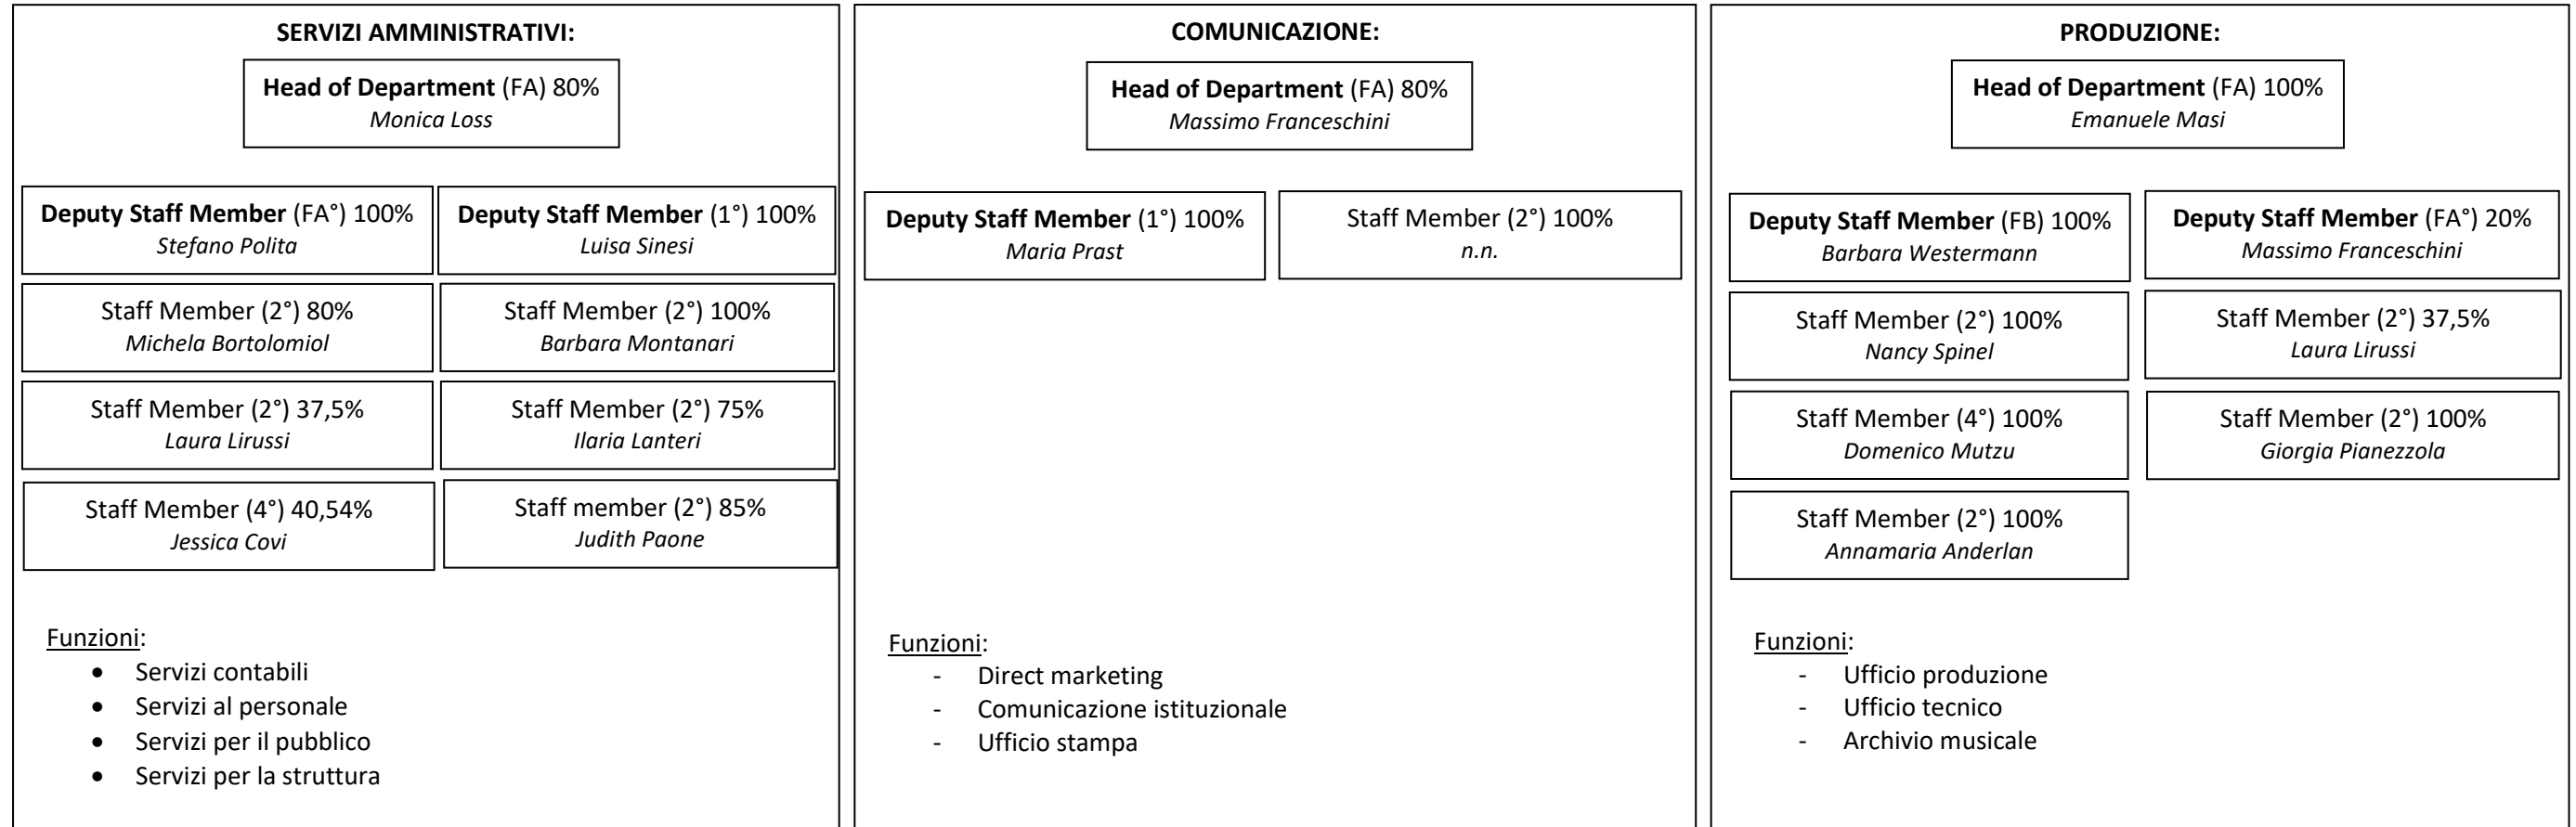 SERVIZI AMMINISTRATIVI:
Head of Department (FA) 80%
Monica Loss
Deputy Staff Member (FA°) 100%
Stefano Polita
Deputy Staff Member (1°) 100%
Luisa Sinesi
Staff Member (2°) 80%
Michela Bortolomiol
Staff Member (2°) 100%
Barbara Montanari
Staff Member (2°) 37,5%
Laura Lirussi
Staff Member (2°) 75%
Ilaria Lanteri
Staff Member (4°) 40,54%
Jessica Covi
Staff member (2°) 85%
Judith Paone
Funzioni:
• Servizi contabili
• Servizi al personale
• Servizi per il pubblico
• Servizi per la struttura
COMUNICAZIONE:
Head of Department (FA) 80%
Massimo Franceschini
Deputy Staff Member (1°) 100%
Maria Prast
Staff Member (2°) 100%
n.n.
Funzioni:
- Direct marketing
- Comunicazione istituzionale
- Ufficio stampa
PRODUZIONE:
Head of Department (FA) 100%
Emanuele Masi
Deputy Staff Member (FB) 100%
Barbara Westermann
Deputy Staff Member (FA°) 20%
Massimo Franceschini
Staff Member (2°) 100%
Nancy Spinel
Staff Member (2°) 37,5%
Laura Lirussi
Staff Member (4°) 100%
Domenico Mutzu
Staff Member (2°) 100%
Giorgia Pianezzola
Staff Member (2°) 100%
Annamaria Anderlan
Funzioni:
- Ufficio produzione
- Ufficio tecnico
- Archivio musicale